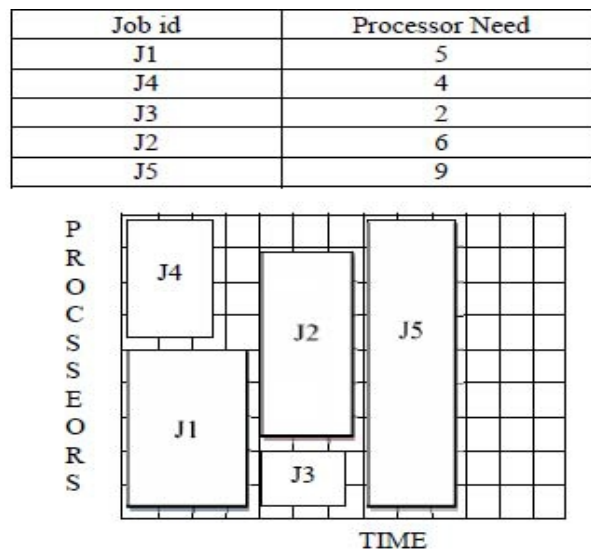 Job id Processor Need
J1 5
J4 4
J3 2
J2 6
J5 9
PROCSSEORS
J4
J2
J5
J1
J3
TIME